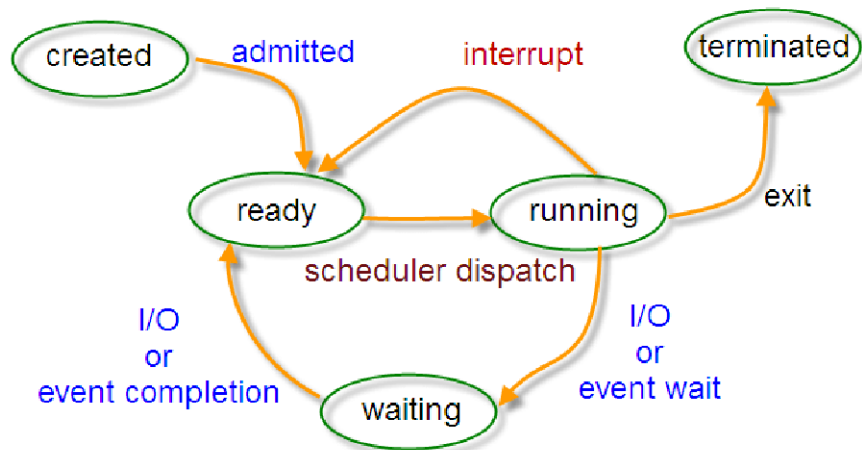 created
admitted
interrupt
terminated
ready
running
exit
scheduler dispatch
I/O
or
event completion
I/O
or
event wait
waiting